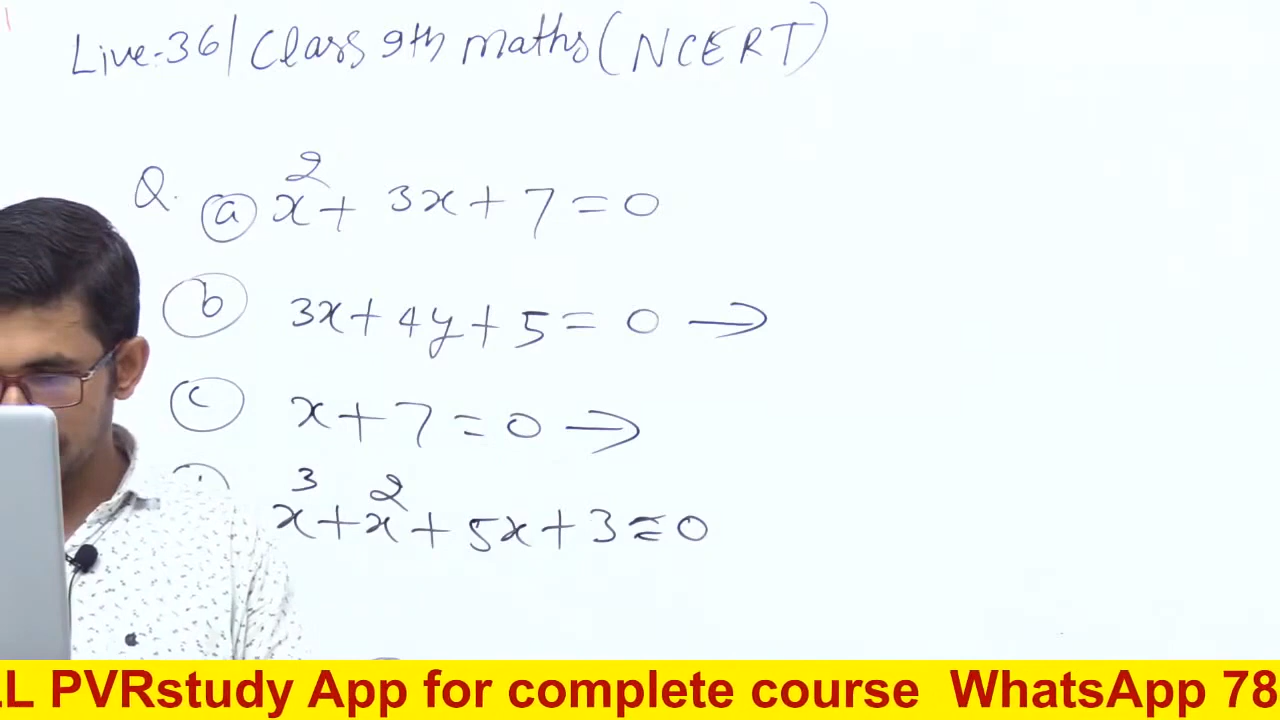 Live-36/ Class 9th maths (NCERT)
Q. (a) x² + 3x + 7 = 0
(b) 3x + 4y + 5 = 0 →
(c) x + 7 = 0 →
x³ + x² + 5x + 3 = 0
LL PVRstudy App for complete course WhatsApp 78